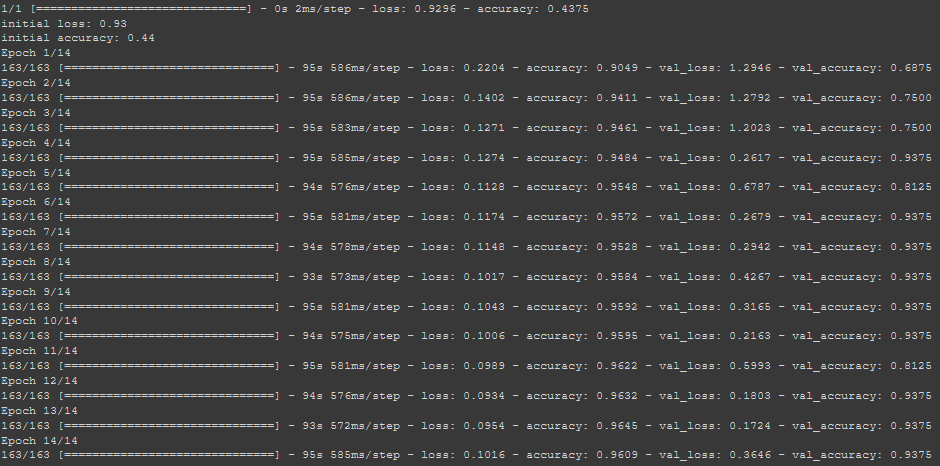 1/1 [==============================] - 0s 2ms/step - loss: 0.9296 - accuracy: 0.4375
initial loss: 0.93
initial accuracy: 0.44
Epoch 1/14
163/163 [==============================] - 95s 586ms/step - loss: 0.2204 - accuracy: 0.9049 - val_loss: 1.2946 - val_accuracy: 0.6875
Epoch 2/14
163/163 [==============================] - 95s 586ms/step - loss: 0.1402 - accuracy: 0.9411 - val_loss: 1.2792 - val_accuracy: 0.7500
Epoch 3/14
163/163 [==============================] - 95s 583ms/step - loss: 0.1271 - accuracy: 0.9461 - val_loss: 1.2023 - val_accuracy: 0.7500
Epoch 4/14
163/163 [==============================] - 95s 585ms/step - loss: 0.1274 - accuracy: 0.9484 - val_loss: 0.2617 - val_accuracy: 0.9375
Epoch 5/14
163/163 [==============================] - 94s 576ms/step - loss: 0.1128 - accuracy: 0.9548 - val_loss: 0.6787 - val_accuracy: 0.8125
Epoch 6/14
163/163 [==============================] - 95s 581ms/step - loss: 0.1174 - accuracy: 0.9572 - val_loss: 0.2679 - val_accuracy: 0.9375
Epoch 7/14
163/163 [==============================] - 94s 578ms/step - loss: 0.1148 - accuracy: 0.9528 - val_loss: 0.2942 - val_accuracy: 0.9375
Epoch 8/14
163/163 [==============================] - 93s 573ms/step - loss: 0.1017 - accuracy: 0.9584 - val_loss: 0.4267 - val_accuracy: 0.9375
Epoch 9/14
163/163 [==============================] - 95s 581ms/step - loss: 0.1043 - accuracy: 0.9592 - val_loss: 0.3165 - val_accuracy: 0.9375
Epoch 10/14
163/163 [==============================] - 94s 575ms/step - loss: 0.1006 - accuracy: 0.9595 - val_loss: 0.2163 - val_accuracy: 0.9375
Epoch 11/14
163/163 [==============================] - 95s 581ms/step - loss: 0.0989 - accuracy: 0.9622 - val_loss: 0.5993 - val_accuracy: 0.8125
Epoch 12/14
163/163 [==============================] - 94s 576ms/step - loss: 0.0934 - accuracy: 0.9632 - val_loss: 0.1803 - val_accuracy: 0.9375
Epoch 13/14
163/163 [==============================] - 93s 572ms/step - loss: 0.0954 - accuracy: 0.9645 - val_loss: 0.1724 - val_accuracy: 0.9375
Epoch 14/14
163/163 [==============================] - 95s 585ms/step - loss: 0.1016 - accuracy: 0.9609 - val_loss: 0.3646 - val_accuracy: 0.9375